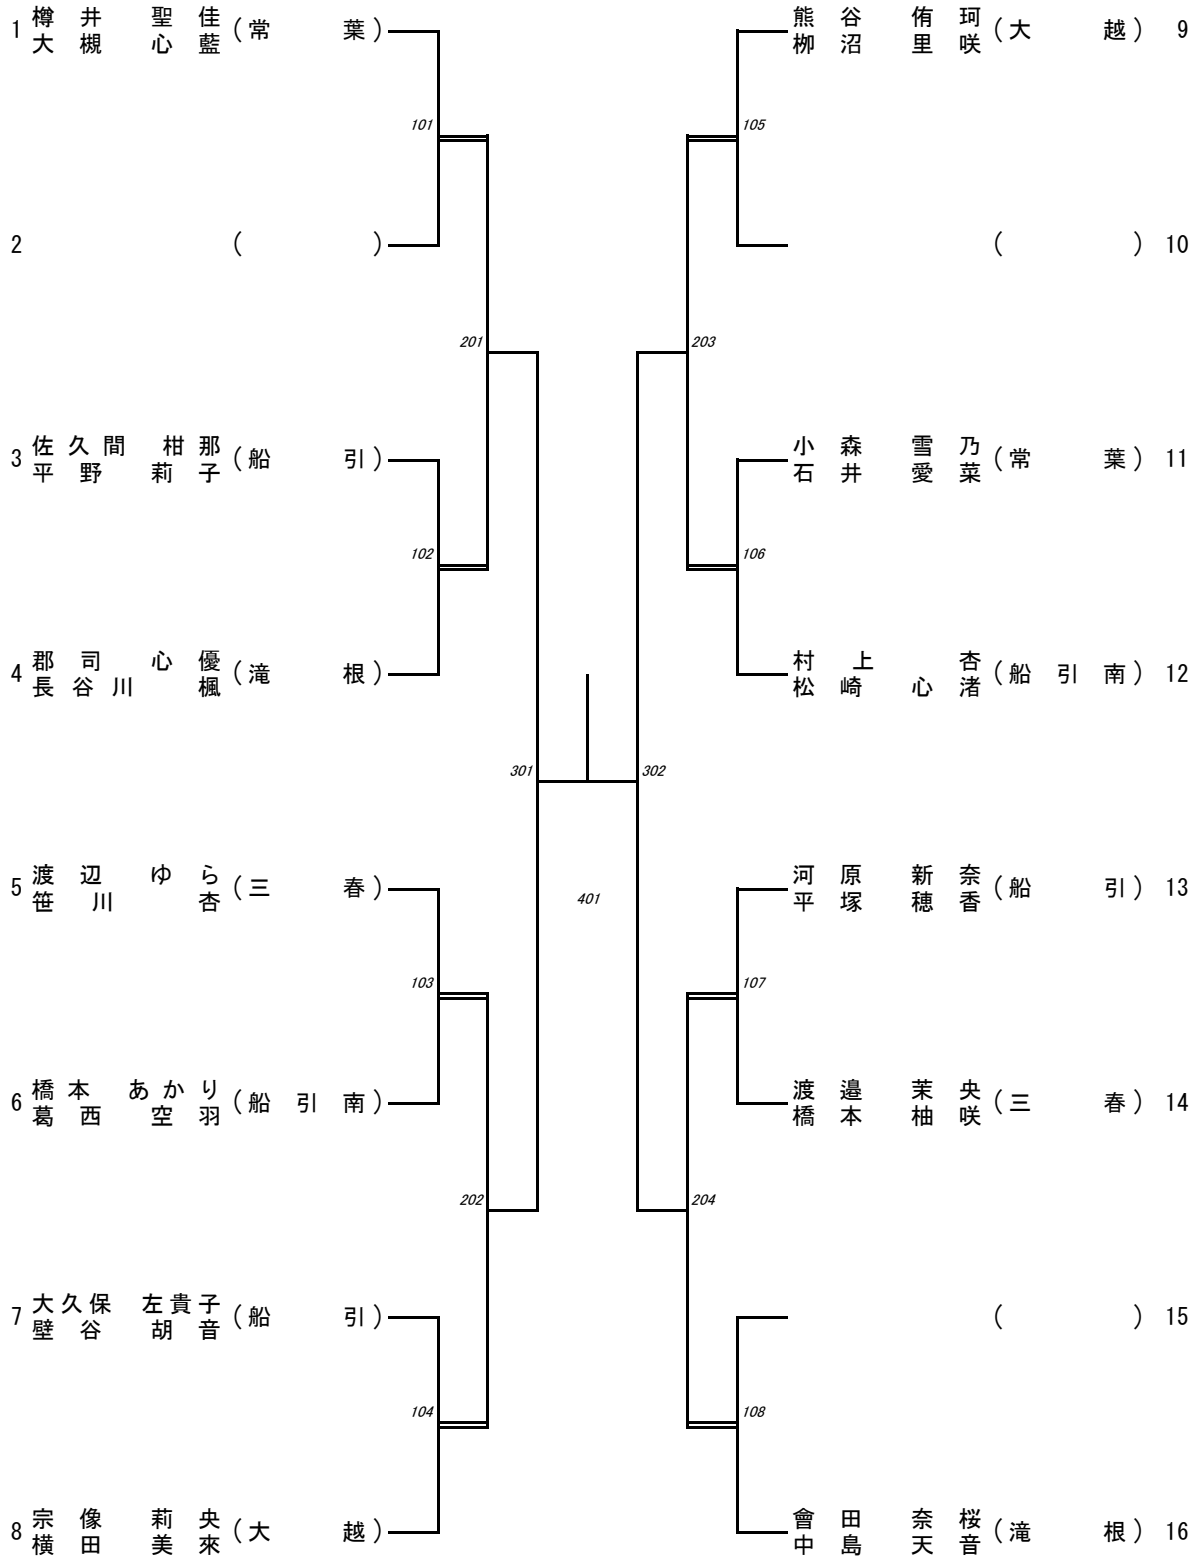 1 樽井 聖佳 (常 葉)
大槻 心藍
101
2 ( )
201
3 佐久間 柑那 (船 引)
平野 莉子
102
4 郡司 心優 (滝 根)
長谷川 楓
301
5 渡辺 ゆら (三 春)
笹川 杏
103
6 橋本 あかり (船 引 南)
葛西 空羽
202
7 大久保 左貴子 (船 引)
壁谷 胡音
104
8 宗像 莉央 (大 越)
横田 美來
401
熊谷 侑珂 (大 越) 9
栁沼 里咲
105
( ) 10
203
小森 雪乃 (常 葉) 11
石井 愛菜
106
村上 杏 (船 引 南) 12
松崎 心渚
302
河原 新奈 (船 引) 13
平塚 穂香
107
渡邉 茉央 (三 春) 14
橋本 柚咲
204
( ) 15
108
會田 奈桜 (滝 根) 16
中島 天音